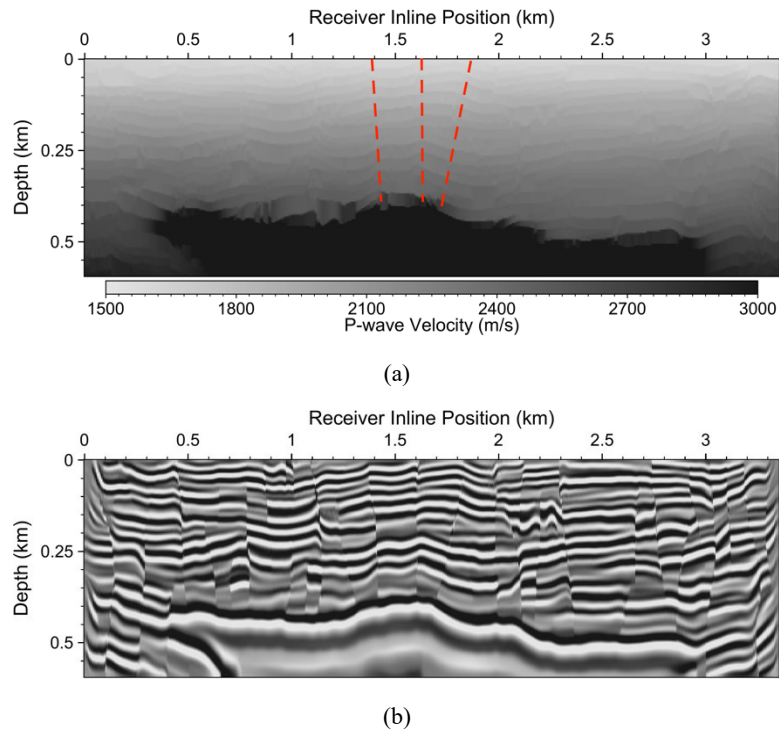 Receiver Inline Position (km)
0 0.5 1 1.5 2 2.5 3
0
0.25
0.5
Depth (km)
1500 1800 2100 2400 2700 3000
P-wave Velocity (m/s)
(a)
Receiver Inline Position (km)
0 0.5 1 1.5 2 2.5 3
0
0.25
0.5
Depth (km)
(b)